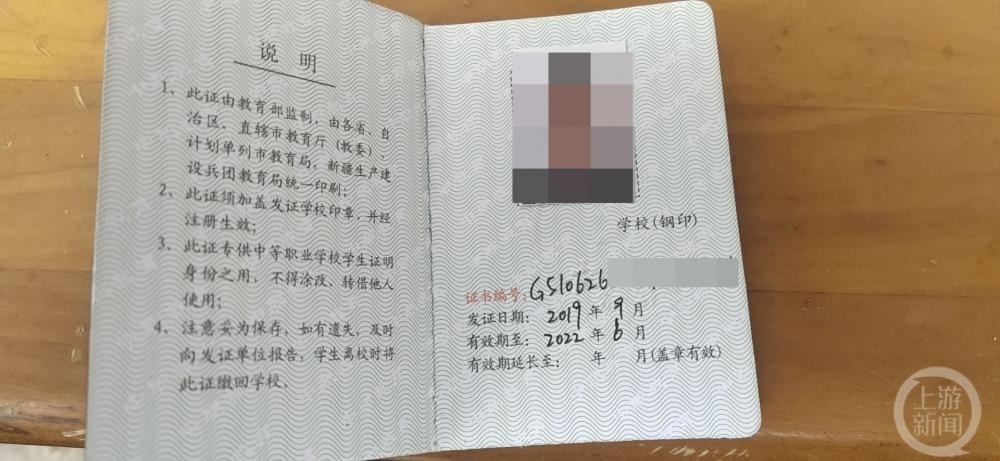 说 明
1、此证由教育部监制，由各省、自
治区、直辖市教育厅（教委），
计划单列市教育局，新疆生产建
设兵团教育局统一印刷；
2、此证须加盖发证学校印章，并经
注册生效；
3、此证专供中等职业学校学生证明
身份之用，不得涂改、转借他人
使用；
4、注意妥为保存，如有遗失，及时
向发证单位报告，学生离校时将
此证缴回学校。
学校(钢印)
证书编号：G510626
发证日期：2019 年 9 月
有效期至：2022 年 6 月
有效期延长至： 年 月(盖章有效)
上游
新闻